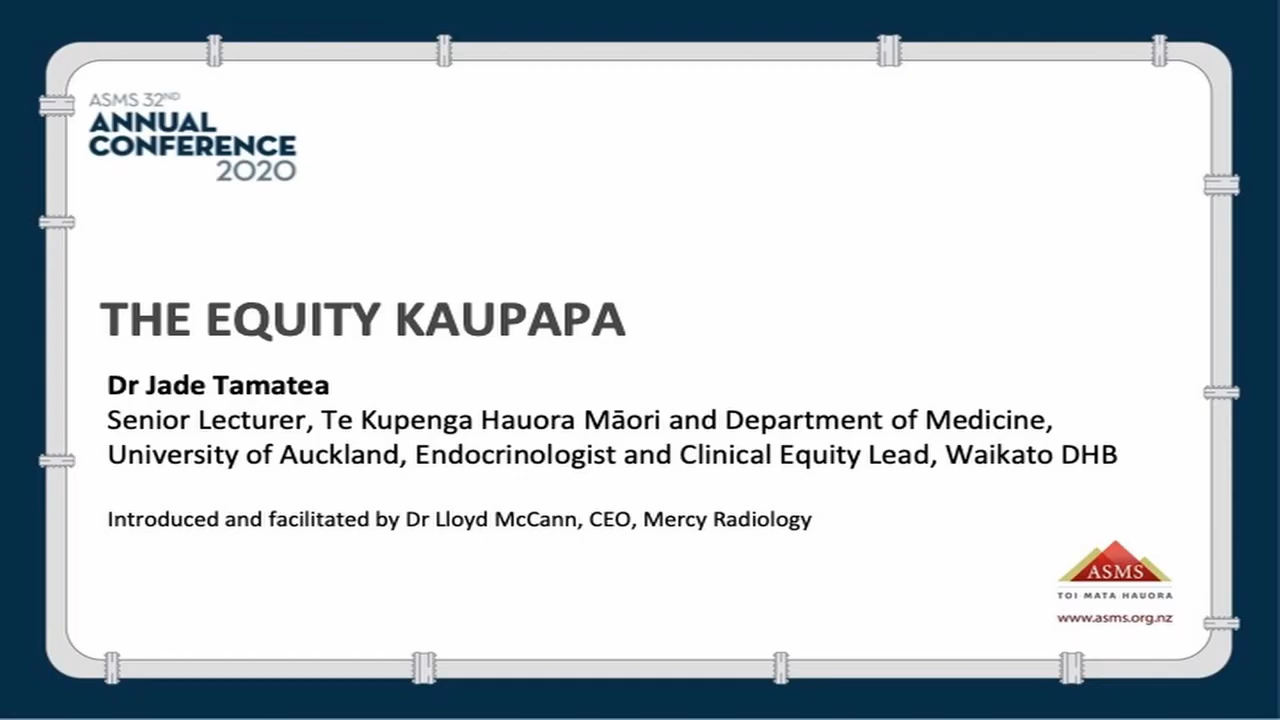 ASMS 32ND
ANNUAL
CONFERENCE
2020
THE EQUITY KAUPAPA
Dr Jade Tamatea
Senior Lecturer, Te Kupenga Hauora Māori and Department of Medicine,
University of Auckland, Endocrinologist and Clinical Equity Lead, Waikato DHB
Introduced and facilitated by Dr Lloyd McCann, CEO, Mercy Radiology
ASMS
TOI MATA HAUORA
www.asms.org.nz